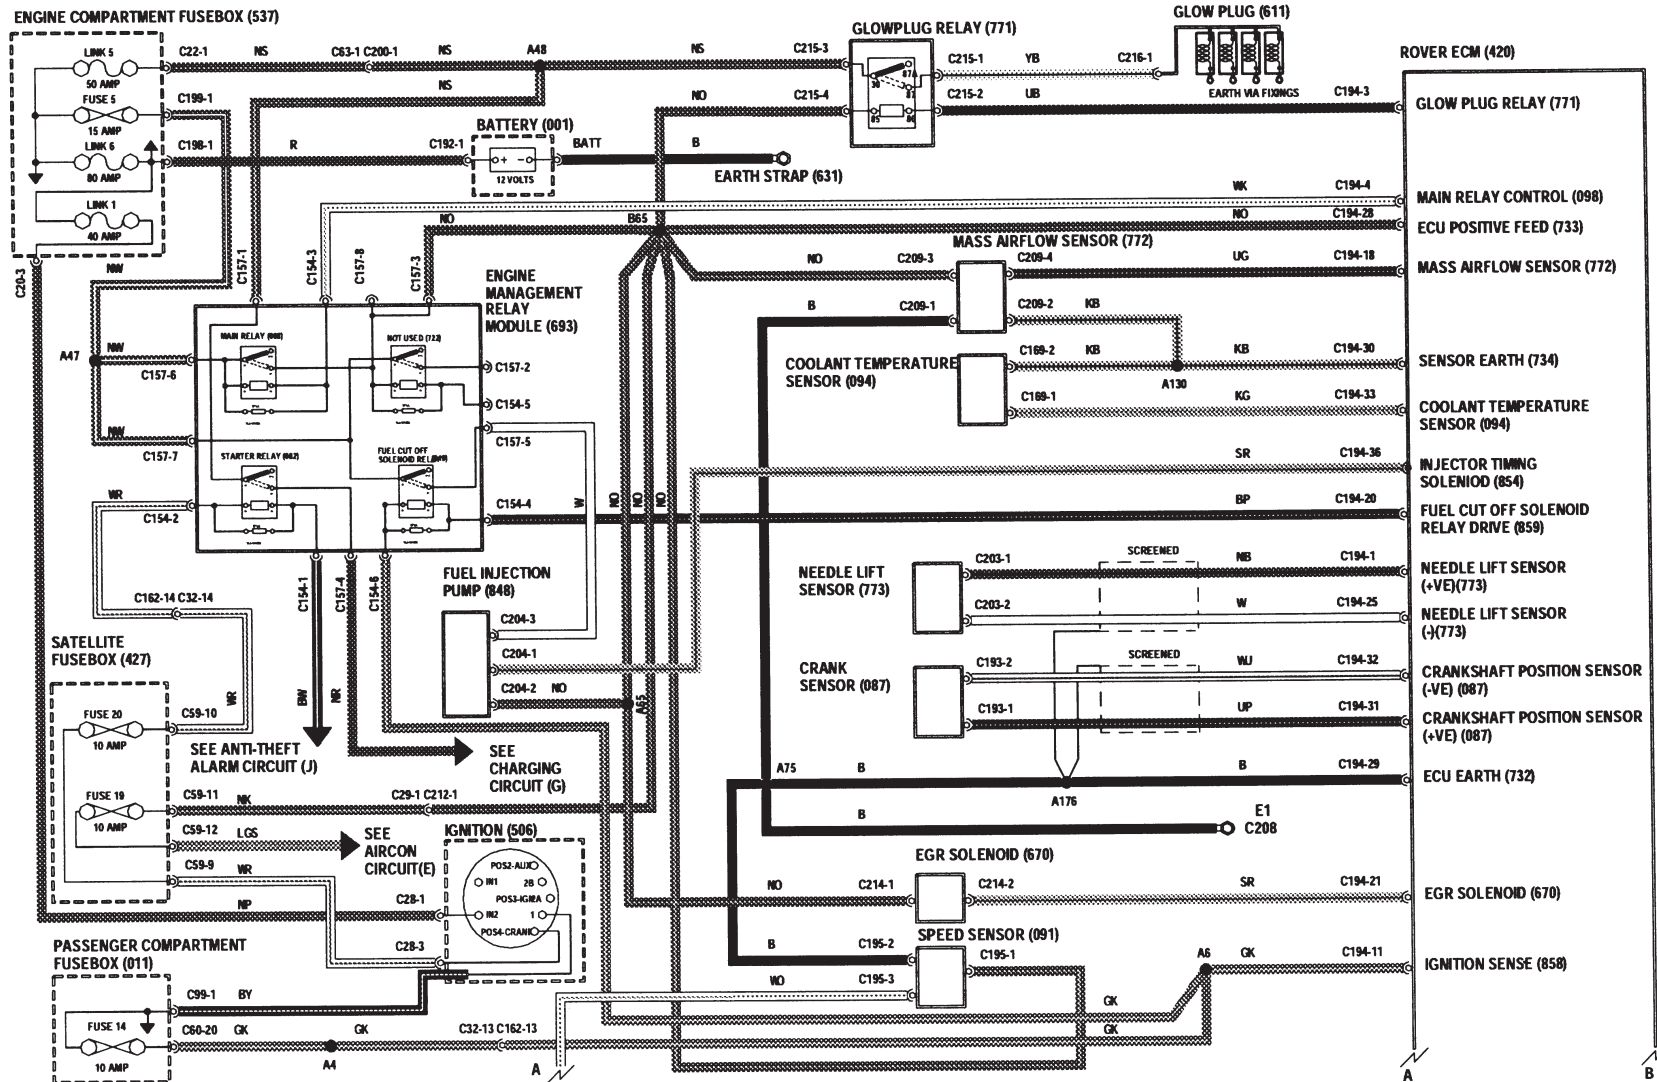 ENGINE COMPARTMENT FUSEBOX (537)
LINK 5
50 AMP
FUSE 5
15 AMP
LINK 6
80 AMP
LINK 1
40 AMP
C22-1
NS
C63-1 C200-1
NS
A48
NS
C215-3
NS
C199-1
C198-1
R
C192-1
BATTERY (001)
+ -
12 VOLTS
BATT
B
EARTH STRAP (631)
NO
C215-4
GLOWPLUG RELAY (771)
30
87A
87
85
86
C215-1
YB
C216-1
C215-2
UB
GLOW PLUG (611)
EARTH VIA FIXINGS
C194-3
ROVER ECM (420)
GLOW PLUG RELAY (771)
WK
C194-4
MAIN RELAY CONTROL (098)
NO
B65
NO
C194-28
ECU POSITIVE FEED (733)
C20-3
NW
C157-1
C154-3
C157-8
C157-3
ENGINE
MANAGEMENT
RELAY
MODULE (693)
MASS AIRFLOW SENSOR (772)
NO
C209-3
C209-4
UG
C194-18
MASS AIRFLOW SENSOR (772)
B
C209-1
C209-2
KB
A47
NW
C157-6
NW
C157-7
NOT USED (723)
C157-2
C154-5
C157-5
COOLANT TEMPERATURE
SENSOR (094)
C169-2
KB
KB
C194-30
SENSOR EARTH (734)
A130
C169-1
KG
C194-33
COOLANT TEMPERATURE
SENSOR (094)
STARTER RELAY (082)
FUEL CUT OFF
WR
C154-2
C154-4
W
NO
NO
NO
SR
C194-36
INJECTOR TIMING
SOLENIOD (854)
BP
C194-20
FUEL CUT OFF SOLENOID
RELAY DRIVE (859)
C154-1
C157-4
C154-6
C162-14 C32-14
FUEL INJECTION
PUMP (848)
C204-3
C204-1
C204-2
NO
A65
NEEDLE LIFT
SENSOR (773)
C203-1
SCREENED
NB
C194-1
NEEDLE LIFT SENSOR
(+VE)(773)
C203-2
W
C194-25
NEEDLE LIFT SENSOR
(-)(773)
CRANK
SENSOR (087)
C193-2
SCREENED
WU
C194-32
CRANKSHAFT POSITION SENSOR
(-VE) (087)
C193-1
UP
C194-31
CRANKSHAFT POSITION SENSOR
(+VE) (087)
SATELLITE
FUSEBOX (427)
FUSE 20
10 AMP
C59-10
WR
BW
NR
SEE ANTI-THEFT
ALARM CIRCUIT (J)
SEE
CHARGING
CIRCUIT (G)
A75
B
B
C194-29
ECU EARTH (732)
A176
FUSE 19
10 AMP
C59-11
NK
C29-1 C212-1
B
E1
C208
C59-12
LGS
SEE
AIRCON
CIRCUIT(E)
C59-9
WR
NP
IGNITION (506)
POS2-AUX
IN1
2B
POS3-IGN2A
IN2
1
POS4-CRANK
C28-1
C28-3
EGR SOLENOID (670)
NO
C214-1
C214-2
SR
C194-21
EGR SOLENOID (670)
SPEED SENSOR (091)
B
C195-2
C195-1
WO
C195-3
A6
GK
C194-11
IGNITION SENSE (858)
GK
GK
PASSENGER COMPARTMENT
FUSEBOX (011)
C99-1
BY
FUSE 14
10 AMP
C60-20
GK
GK
A4
C32-13 C162-13
A
A
B